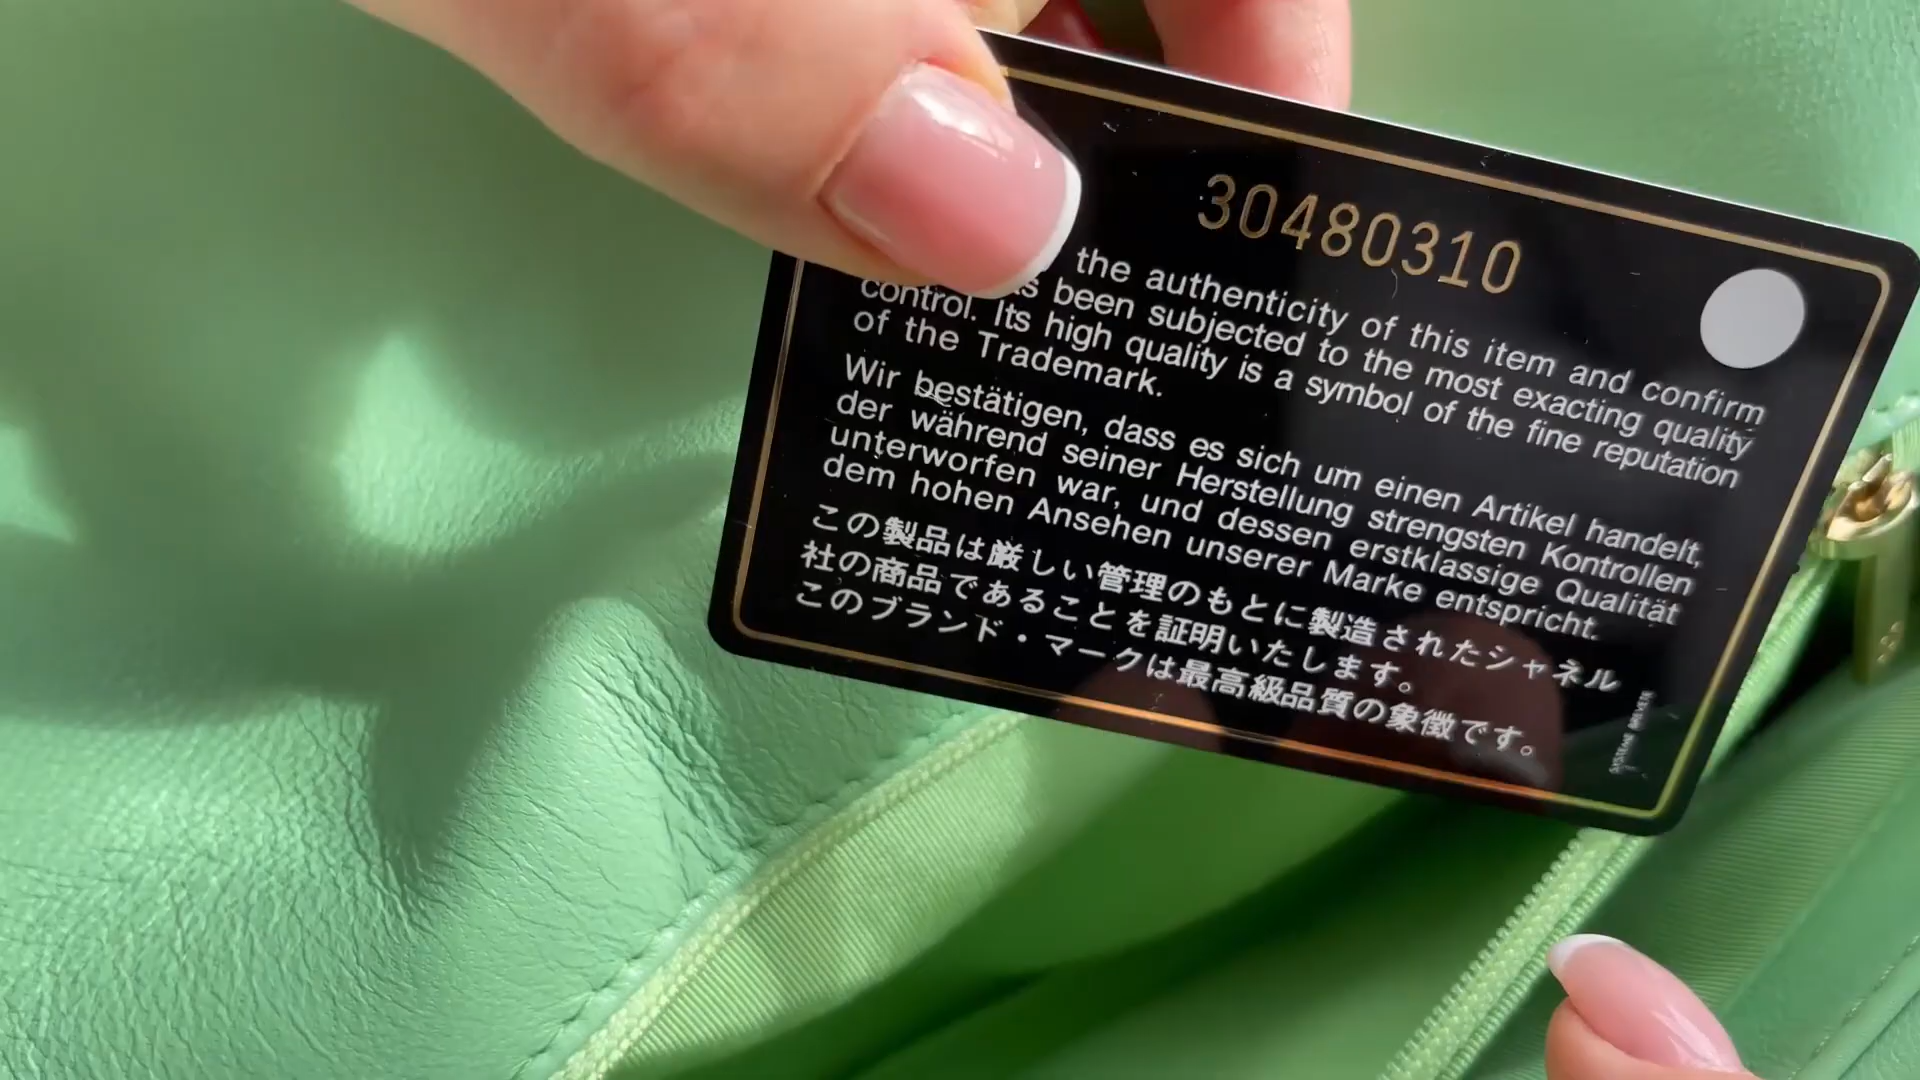 30480310
the authenticity of this item and confirm
been subjected to the most exacting quality
control. Its high quality is a symbol of the fine reputation
of the Trademark.
Wir bestätigen, dass es sich um einen Artikel handelt,
der während seiner Herstellung strengsten Kontrollen
unterworfen war, und dessen erstklassige Qualität
dem hohen Ansehen unserer Marke entspricht.
この製品は厳しい管理のもとに製造されたシャネル
社の商品であることを証明いたします。
このブランド・マークは最高級品質の象徴です。